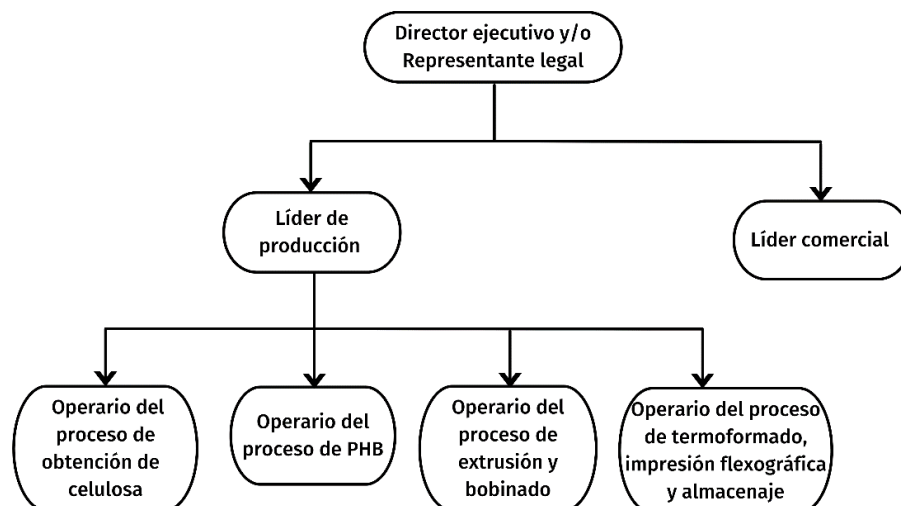 Director ejecutivo y/o
Representante legal
Líder de
producción
Líder comercial
Operario del
proceso de
obtención de
celulosa
Operario del
proceso de PHB
Operario del
proceso de
extrusión y
bobinado
Operario del proceso
de termoformado,
impresión flexográfica
y almacenaje